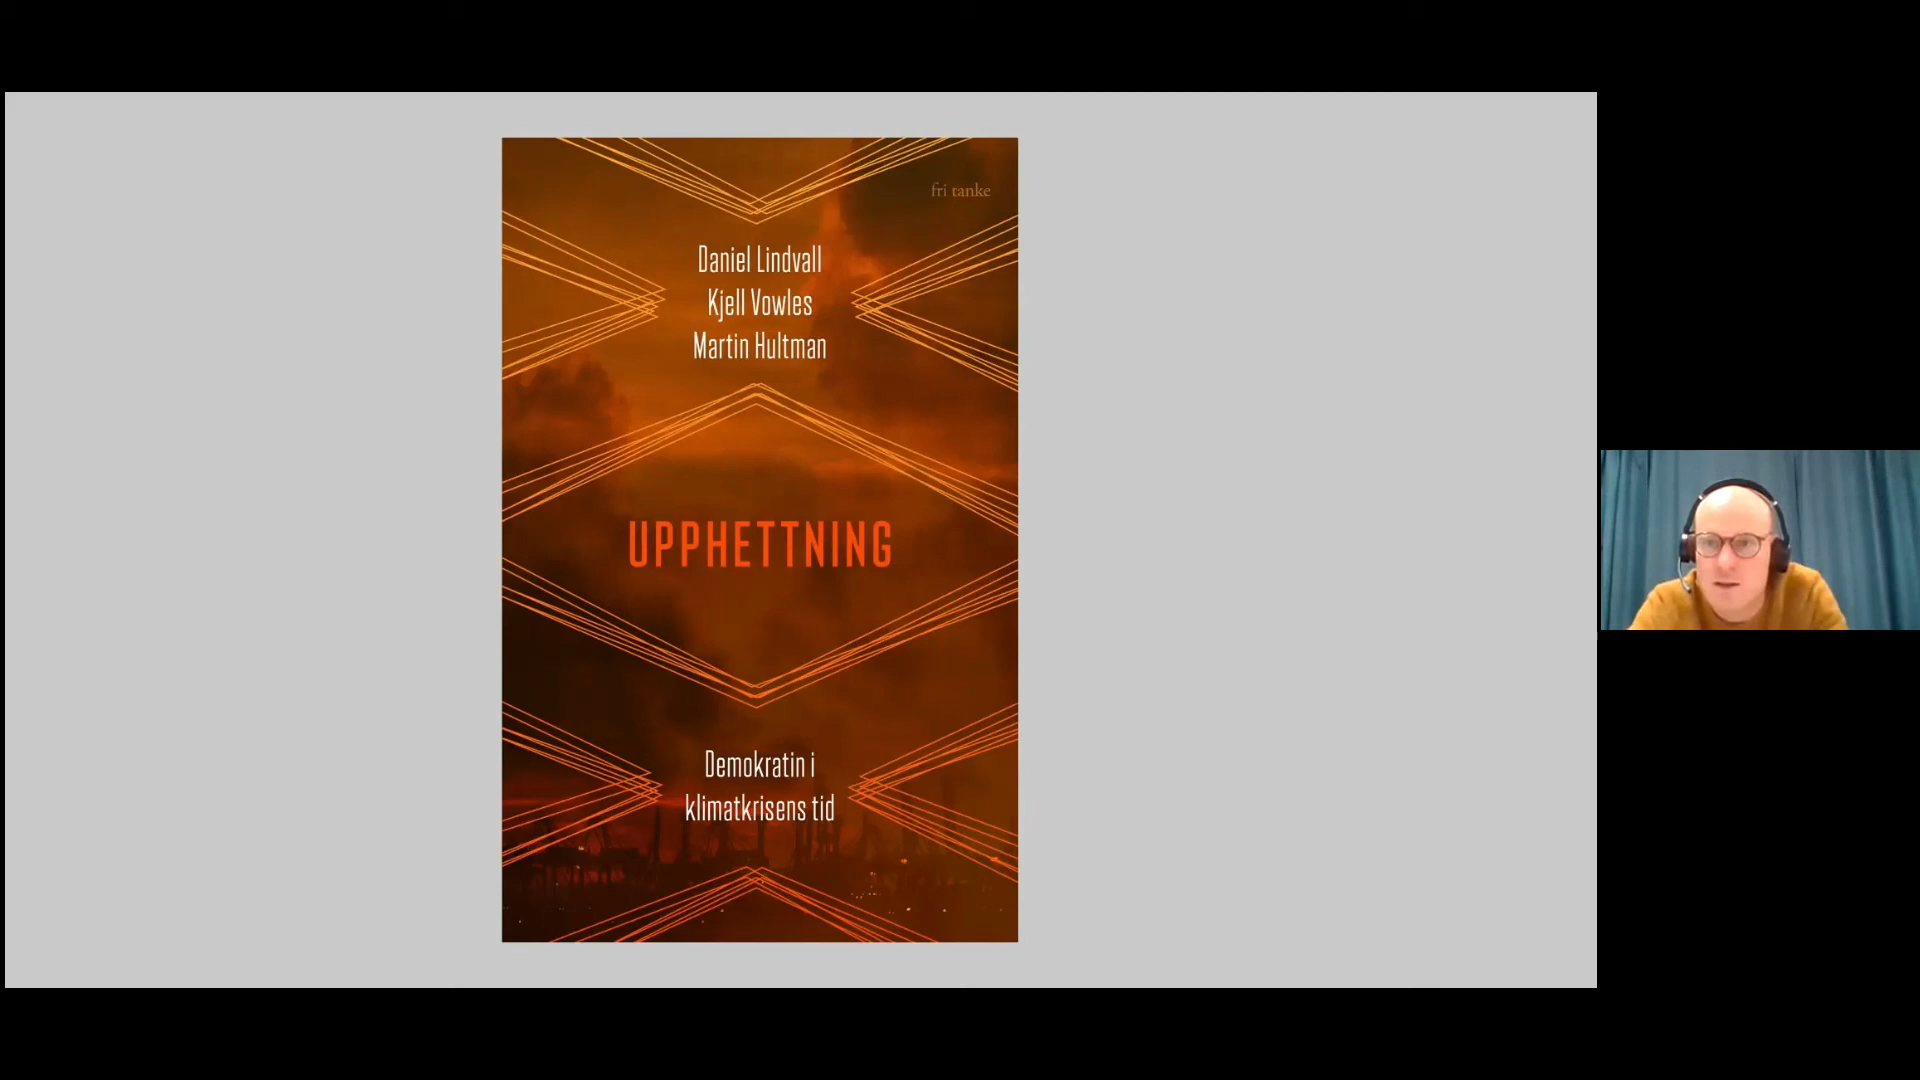 fri tanke
Daniel Lindvall
Kjell Vowles
Martin Hultman
UPPHETTNING
Demokratin i
klimatkrisens tid